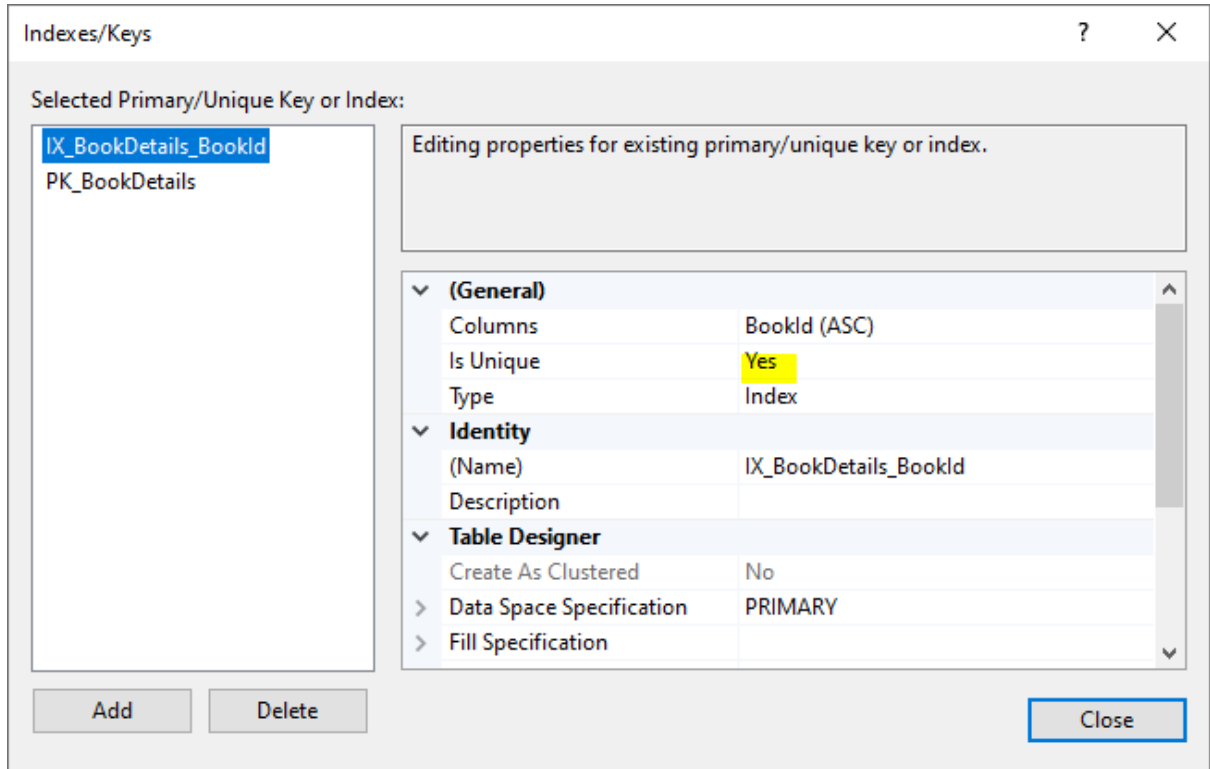 Indexes/Keys
Selected Primary/Unique Key or Index:
IX_BookDetails_BookId
PK_BookDetails
Editing properties for existing primary/unique key or index.
(General)
Columns BookId (ASC)
Is Unique Yes
Type Index
Identity
(Name) IX_BookDetails_BookId
Description
Table Designer
Create As Clustered No
Data Space Specification PRIMARY
Fill Specification
Add Delete
Close